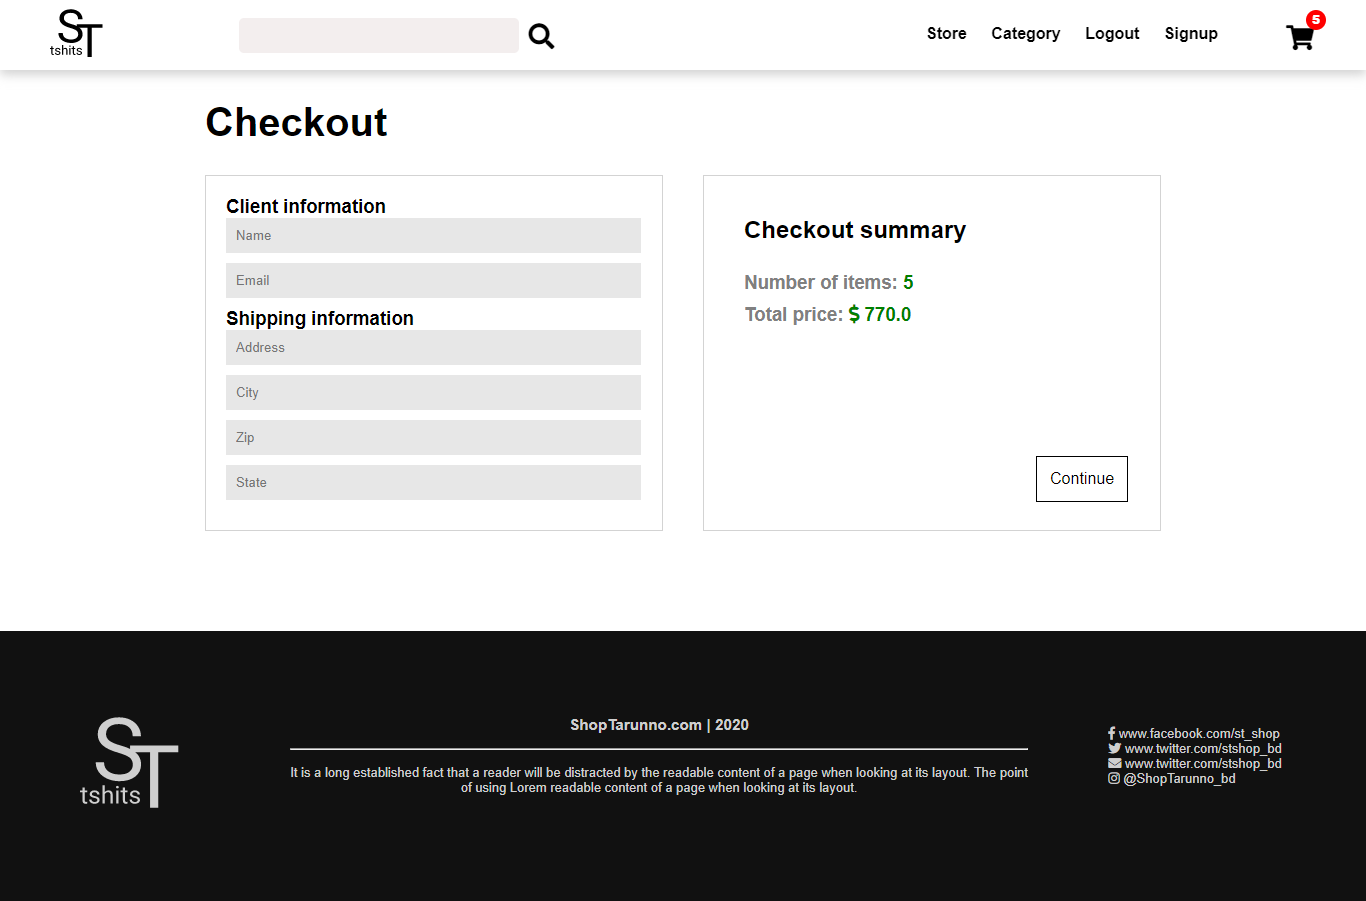 ST
tshits
Store Category Logout Signup
5
Checkout
Client information
Name
Email
Shipping information
Address
City
Zip
State
Checkout summary
Number of items: 5
Total price: $ 770.0
Continue
ST
tshits
ShopTarunno.com | 2020
It is a long established fact that a reader will be distracted by the readable content of a page when looking at its layout. The point
of using Lorem readable content of a page when looking at its layout.
www.facebook.com/st_shop
www.twitter.com/stshop_bd
www.twitter.com/stshop_bd
@ShopTarunno_bd